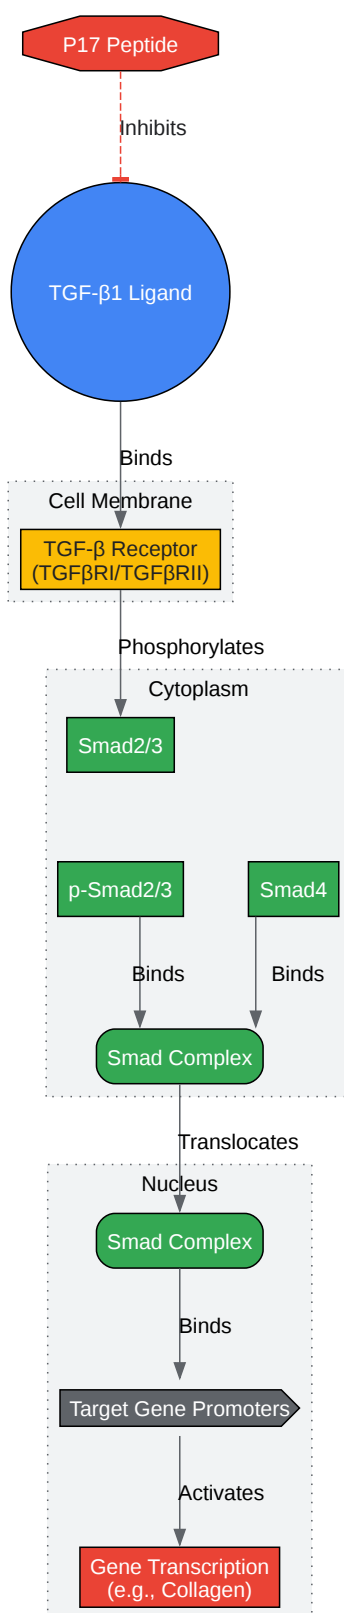 P17 Peptide
Inhibits
TGF-β1 Ligand
Binds
Cell Membrane
TGF-β Receptor
(TGFβRI/TGFβRII)
Phosphorylates
Cytoplasm
Smad2/3
p-Smad2/3
Smad4
Binds
Binds
Smad Complex
Translocates
Nucleus
Smad Complex
Binds
Target Gene Promoters
Activates
Gene Transcription
(e.g., Collagen)